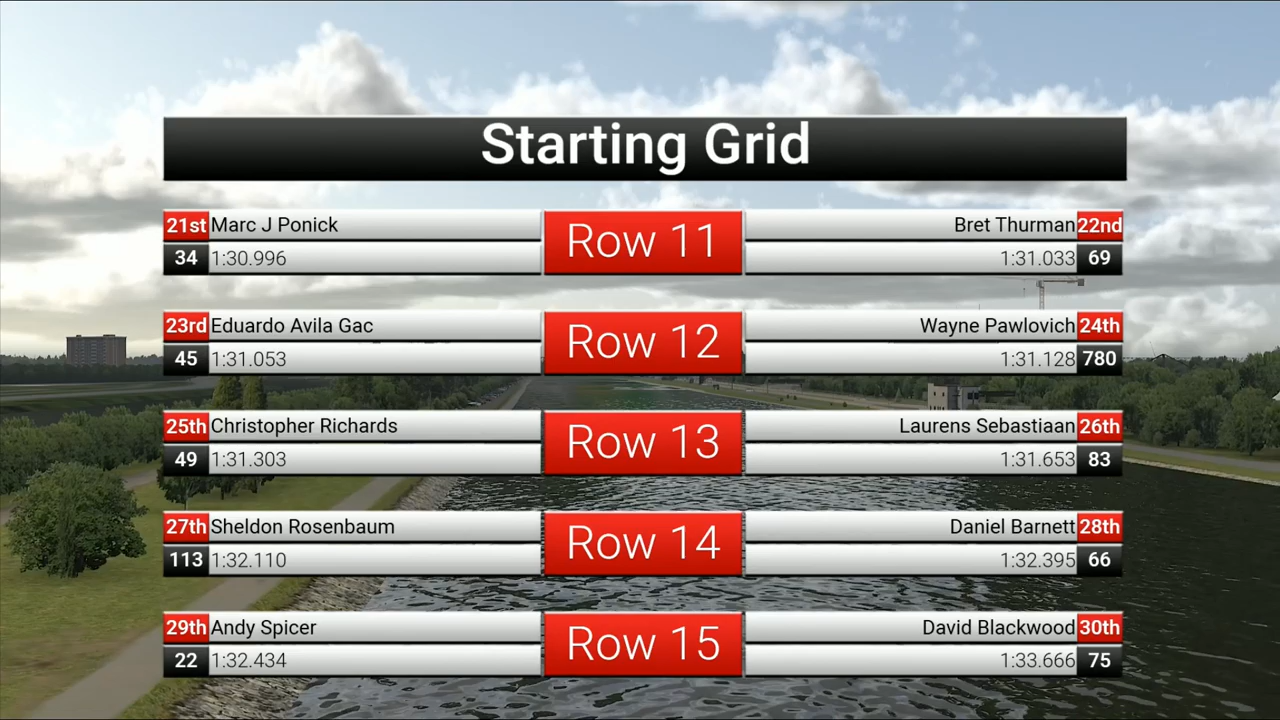 Starting Grid
21st Marc J Ponick Row 11 Bret Thurman 22nd
34 1:30.996 1:31.033 69
23rd Eduardo Avila Gac Row 12 Wayne Pawlovich 24th
45 1:31.053 1:31.128 780
25th Christopher Richards Row 13 Laurens Sebastiaan 26th
49 1:31.303 1:31.653 83
27th Sheldon Rosenbaum Row 14 Daniel Barnett 28th
113 1:32.110 1:32.395 66
29th Andy Spicer Row 15 David Blackwood 30th
22 1:32.434 1:33.666 75